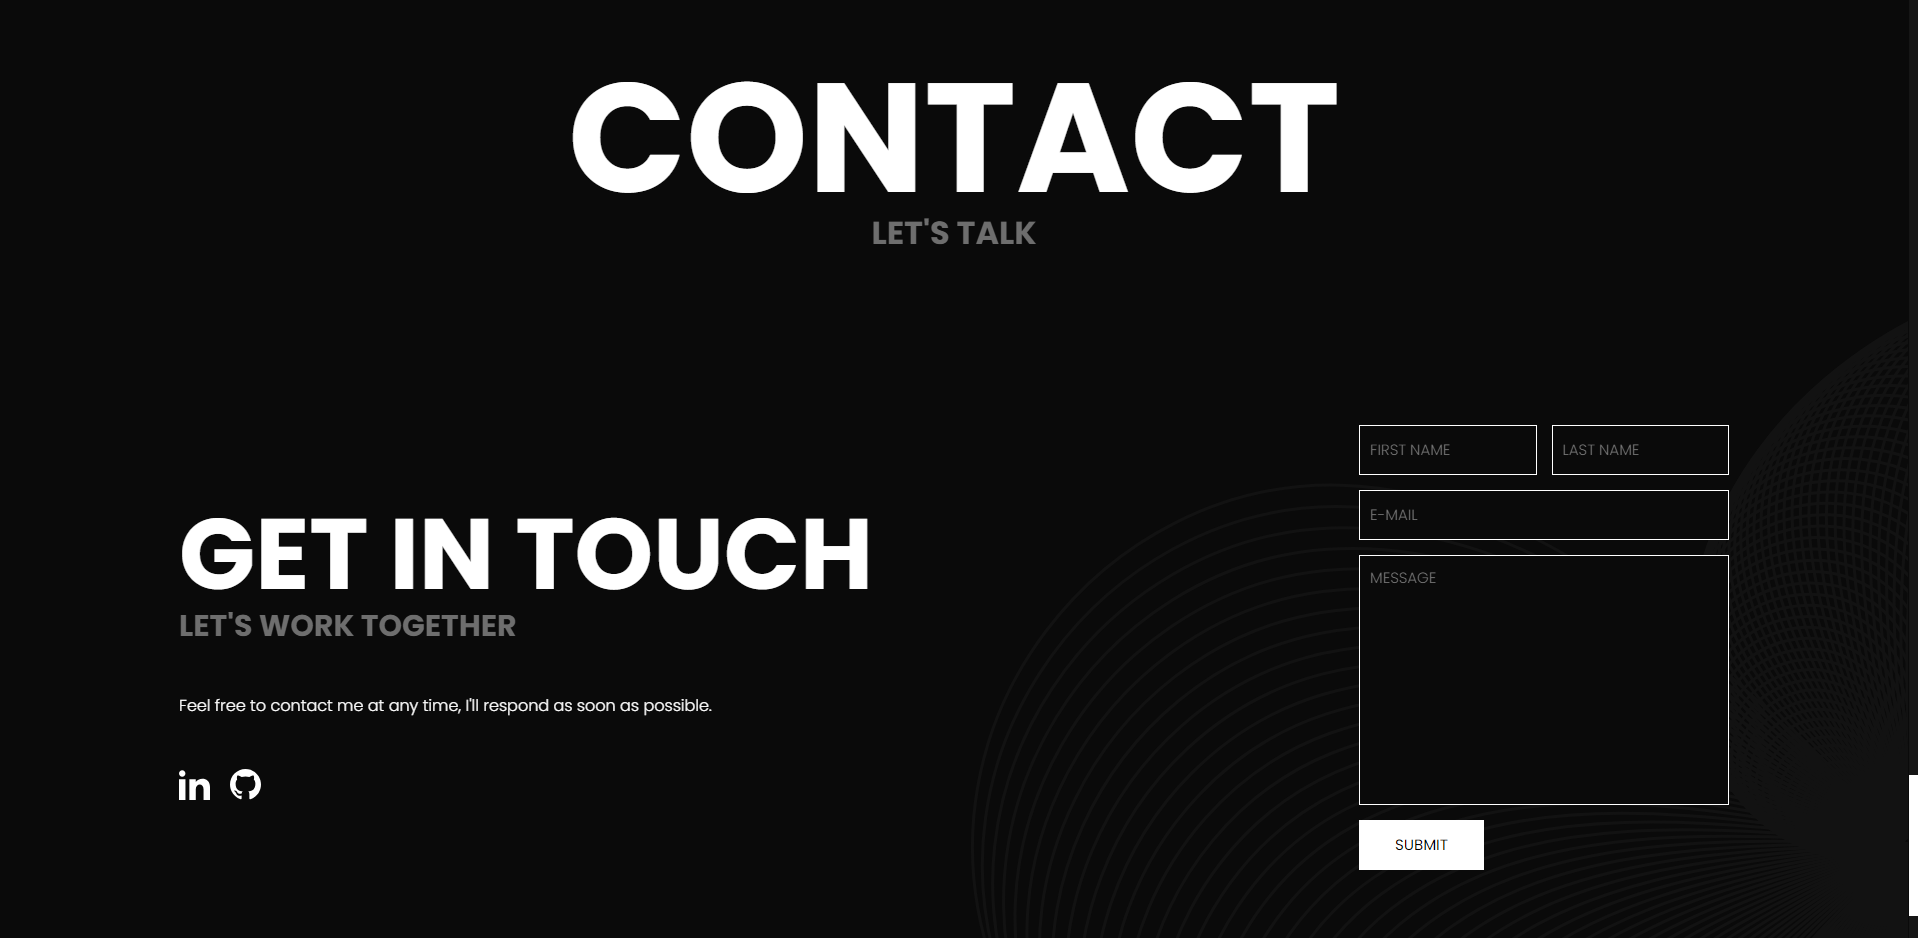 CONTACT
LET'S TALK
GET IN TOUCH
LET'S WORK TOGETHER
Feel free to contact me at any time, I'll respond as soon as possible.
in
FIRST NAME
LAST NAME
E-MAIL
MESSAGE
SUBMIT